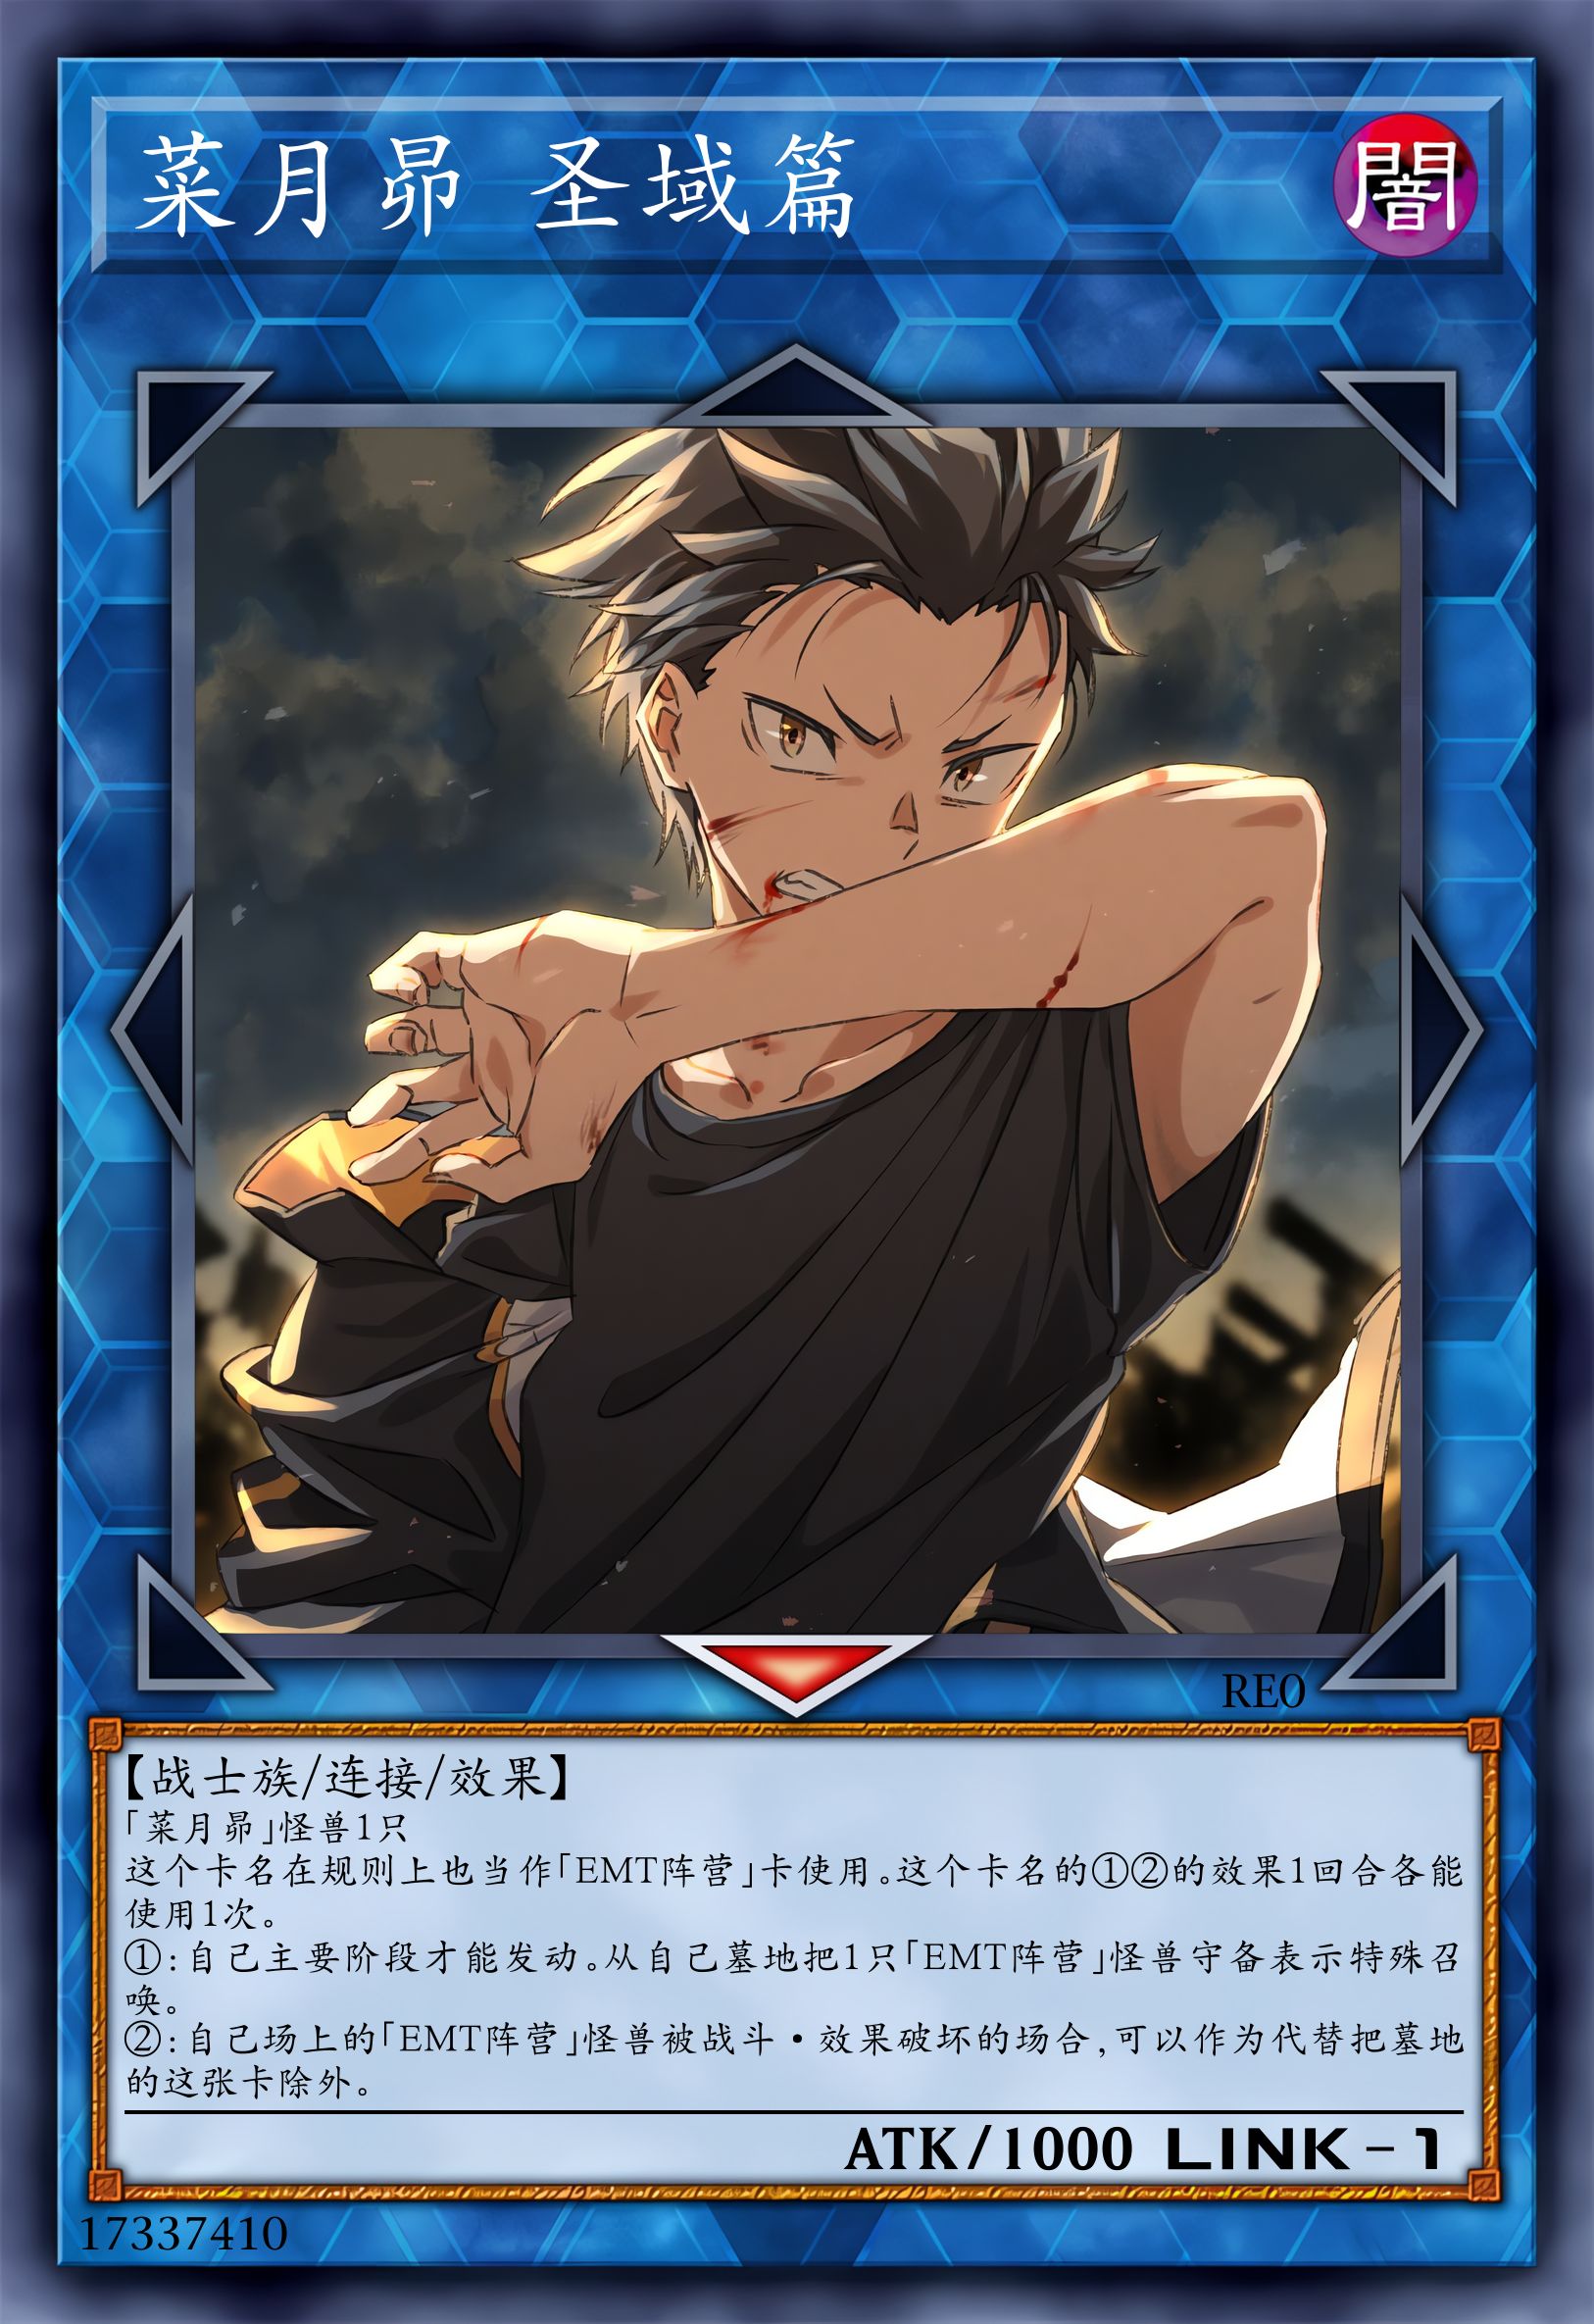 菜月昴 圣域篇
闇
RE0
【战士族/连接/效果】
「菜月昴」怪兽1只
这个卡名在规则上也当作「EMT阵营」卡使用。这个卡名的①②的效果1回合各能
使用1次。
①:自己主要阶段才能发动。从自己墓地把1只「EMT阵营」怪兽守备表示特殊召
唤。
②:自己场上的「EMT阵营」怪兽被战斗·效果破坏的场合,可以作为代替把墓地
的这张卡除外。
ATK/1000 LINK-1
17337410